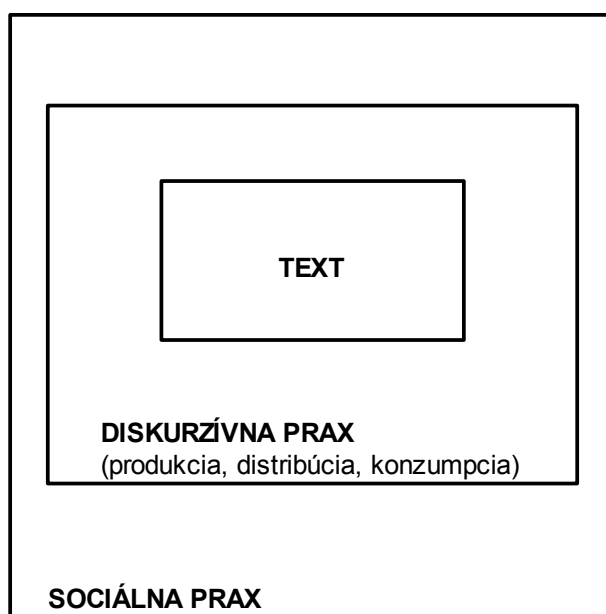 TEXT
DISKURZÍVNA PRAX
(produkcia, distribúcia, konzumpcia)
SOCIÁLNA PRAX